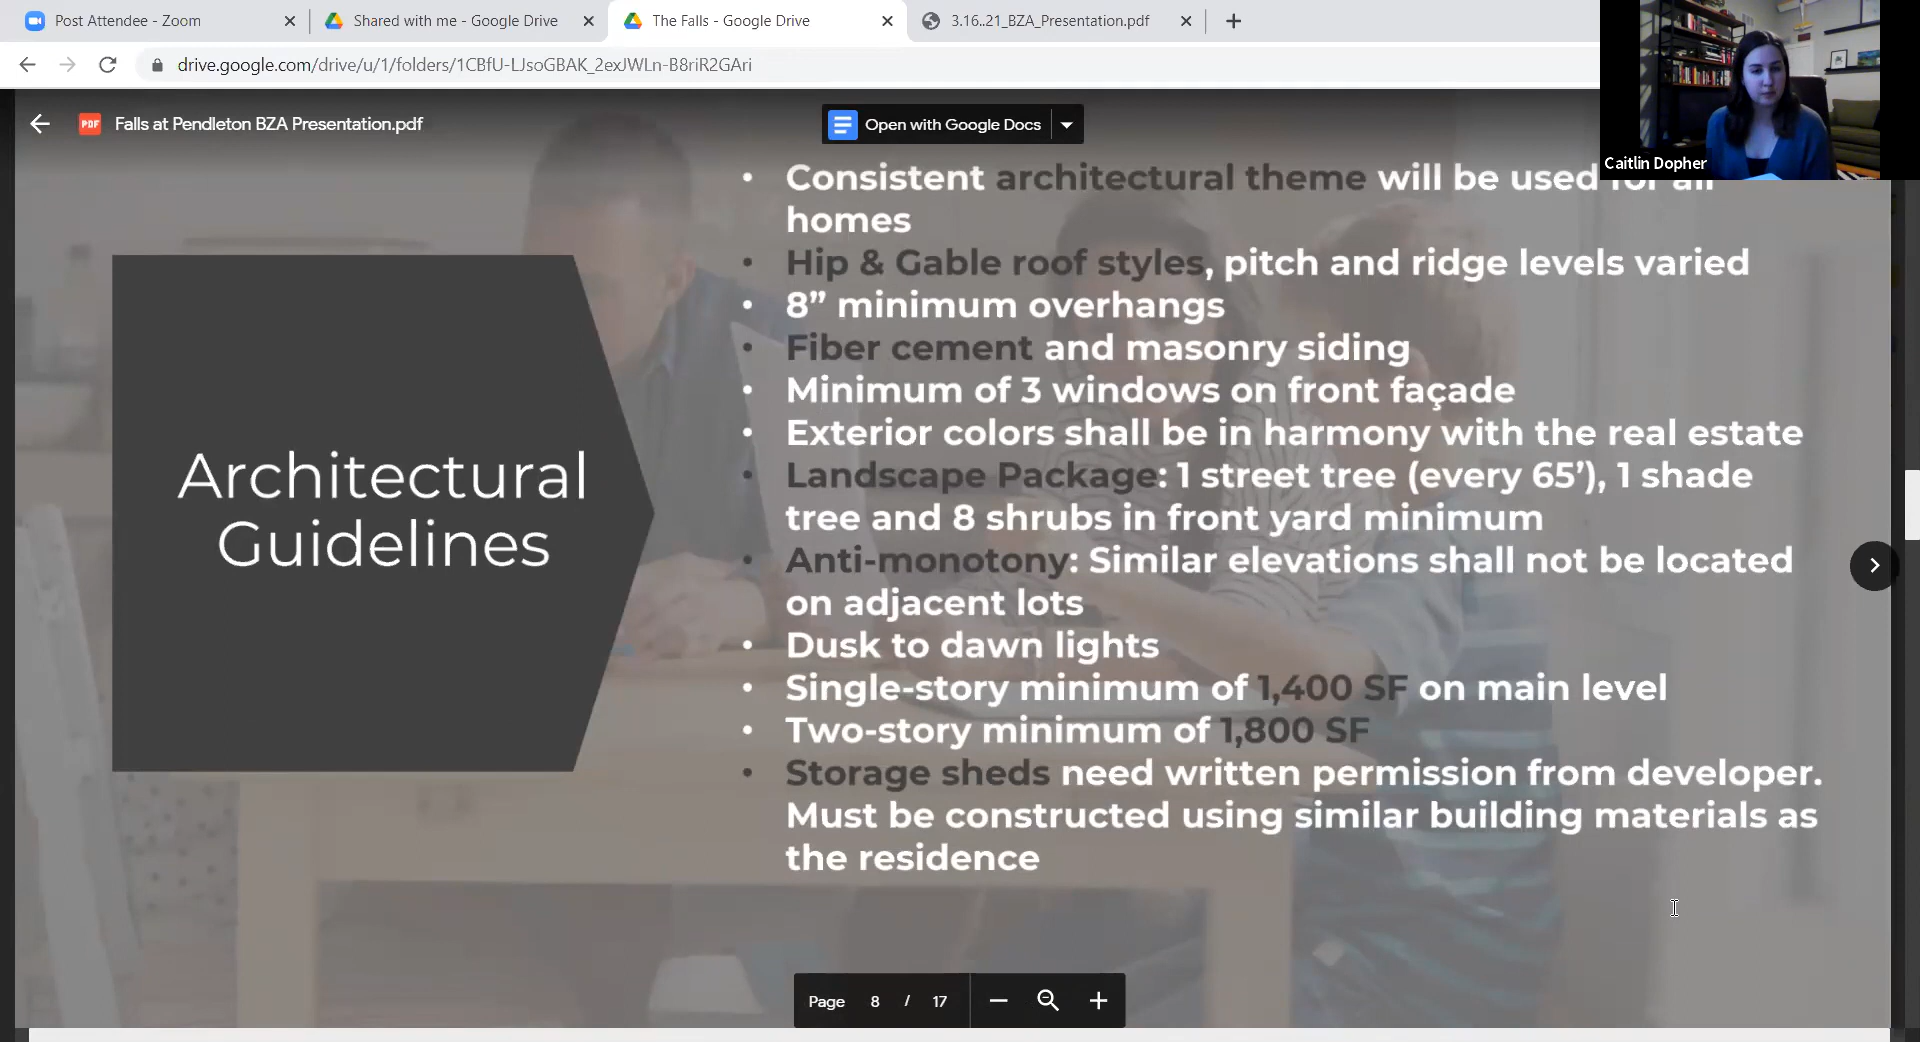 Post Attendee - Zoom
Shared with me - Google Drive
The Falls - Google Drive
3.16..21_BZA_Presentation.pdf
drive.google.com/drive/u/1/folders/1CBfU-LJsoGBAK_2exJWLn-B8riR2GAri
PDF
Falls at Pendleton BZA Presentation.pdf
Open with Google Docs
Caitlin Dopher
Architectural
Guidelines
• Consistent architectural theme will be used for all
homes
• Hip & Gable roof styles, pitch and ridge levels varied
• 8” minimum overhangs
• Fiber cement and masonry siding
• Minimum of 3 windows on front façade
• Exterior colors shall be in harmony with the real estate
• Landscape Package: 1 street tree (every 65’), 1 shade
tree and 8 shrubs in front yard minimum
• Anti-monotony: Similar elevations shall not be located
on adjacent lots
• Dusk to dawn lights
• Single-story minimum of 1,400 SF on main level
• Two-story minimum of 1,800 SF
• Storage sheds need written permission from developer.
Must be constructed using similar building materials as
the residence
Page 8 / 17